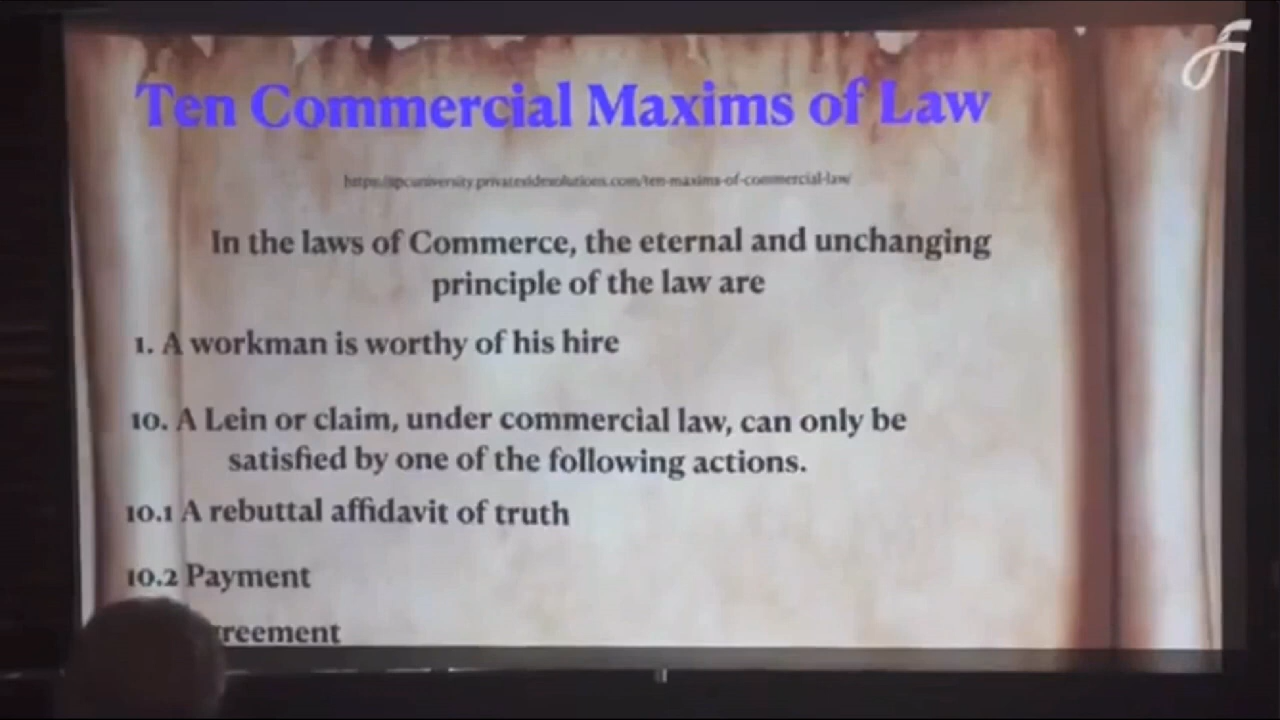 Ten Commercial Maxims of Law
In the laws of Commerce, the eternal and unchanging
principle of the law are
1. A workman is worthy of his hire
10. A Lein or claim, under commercial law, can only be
satisfied by one of the following actions.
10.1 A rebuttal affidavit of truth
10.2 Payment
greement